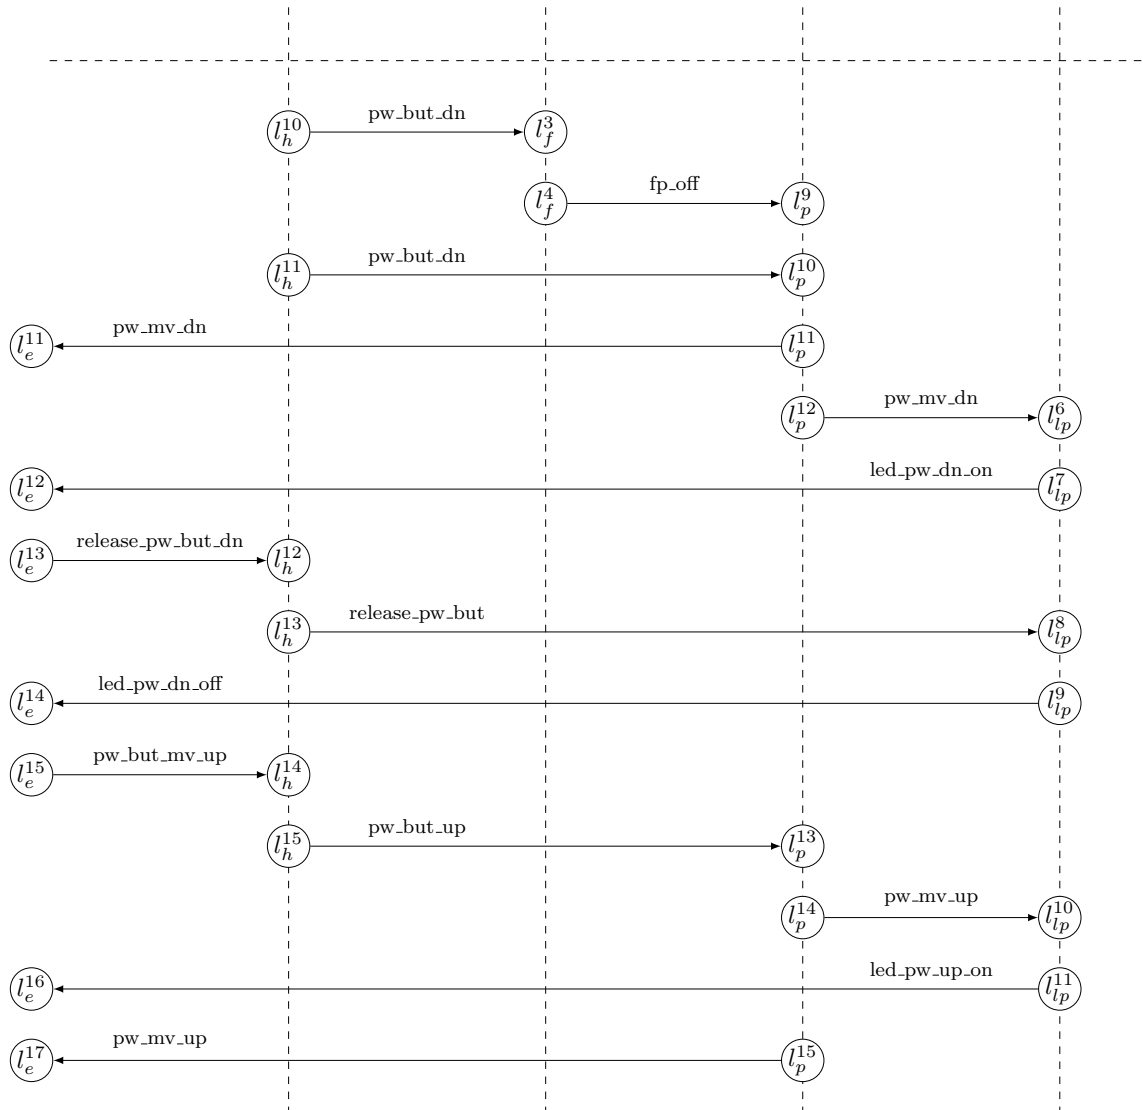 pw_but_dn
l_h^10 l_f^3
fp_off
l_f^4 l_p^9
pw_but_dn
l_h^11 l_p^10
pw_mv_dn
l_e^11 l_p^11
pw_mv_dn
l_p^12 l_lp^6
led_pw_dn_on
l_e^12 l_lp^7
release_pw_but_dn
l_e^13 l_h^12
release_pw_but
l_h^13 l_lp^8
led_pw_dn_off
l_e^14 l_lp^9
pw_but_mv_up
l_e^15 l_h^14
pw_but_up
l_h^15 l_p^13
pw_mv_up
l_p^14 l_lp^10
led_pw_up_on
l_e^16 l_lp^11
pw_mv_up
l_e^17 l_p^15